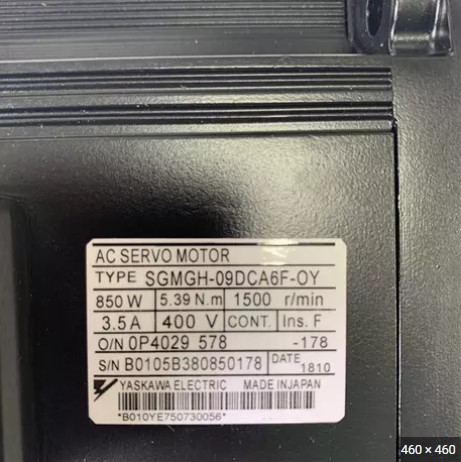 AC SERVO MOTOR
TYPE SGMGH-09DCA6F-OY
850 W 5.39 N.m 1500 r/min
3.5 A 400 V CONT. Ins. F
O/N 0P4029 578 -178
S/N B0105B380850178 DATE 1810
YASKAWA ELECTRIC MADE IN JAPAN
*B010YE750730056*
460 × 460